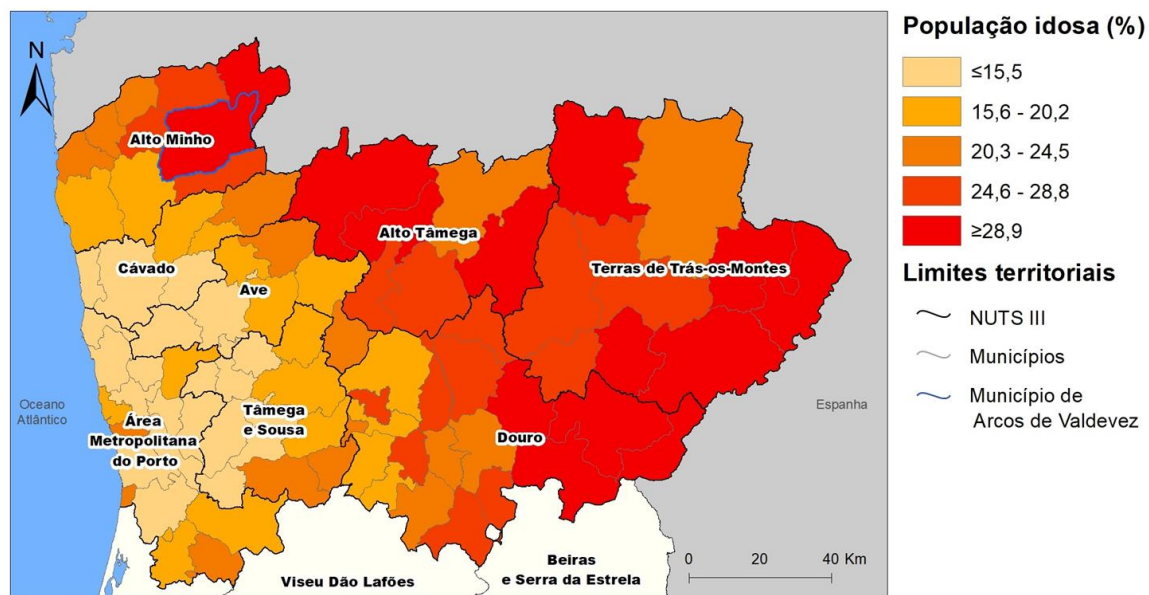 N
Alto Minho
Alto Tâmega
Terras de Trás-os-Montes
Cávado
Ave
Oceano
Atlântico
Área
Metropolitana
do Porto
Tâmega
e Sousa
Douro
Espanha
Viseu Dão Lafões
Beiras
e Serra da Estrela
0 20 40 Km
População idosa (%)
≤15,5
15,6 - 20,2
20,3 - 24,5
24,6 - 28,8
≥28,9
Limites territoriais
NUTS III
Municípios
Município de
Arcos de Valdevez